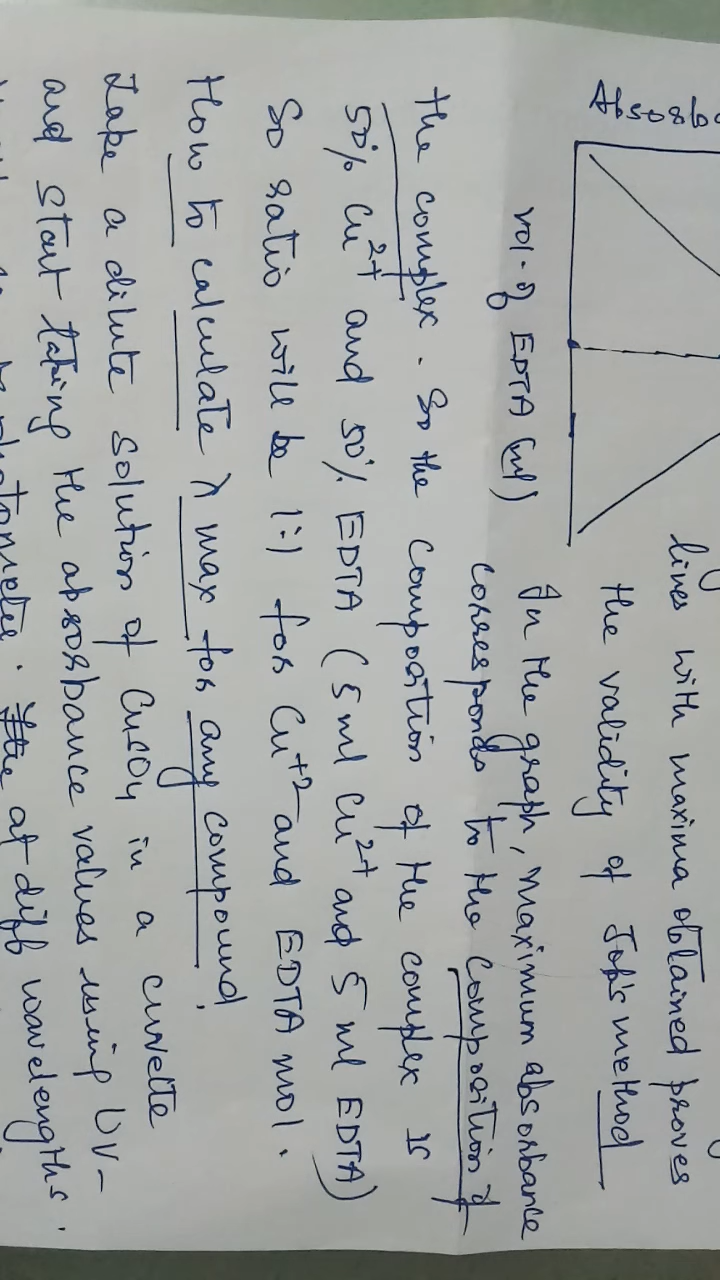 Absorba
lines with maxima obtained proves
the validity of Job's method
vol. of EDTA (ml)
In the graph, maximum absorbance
corresponds to the composition of
the complex. So the composition of the complex is
50% Cu2+ and 50% EDTA (5 ml Cu2+ and 5 ml EDTA)
So ratio will be 1:1 for Cu+2 and EDTA mol.
How to calculate λ max for any compound.
Take a dilute solution of CuSO4 in a cuvette
and start taking the absorbance values using UV-
at diff wavelengths.